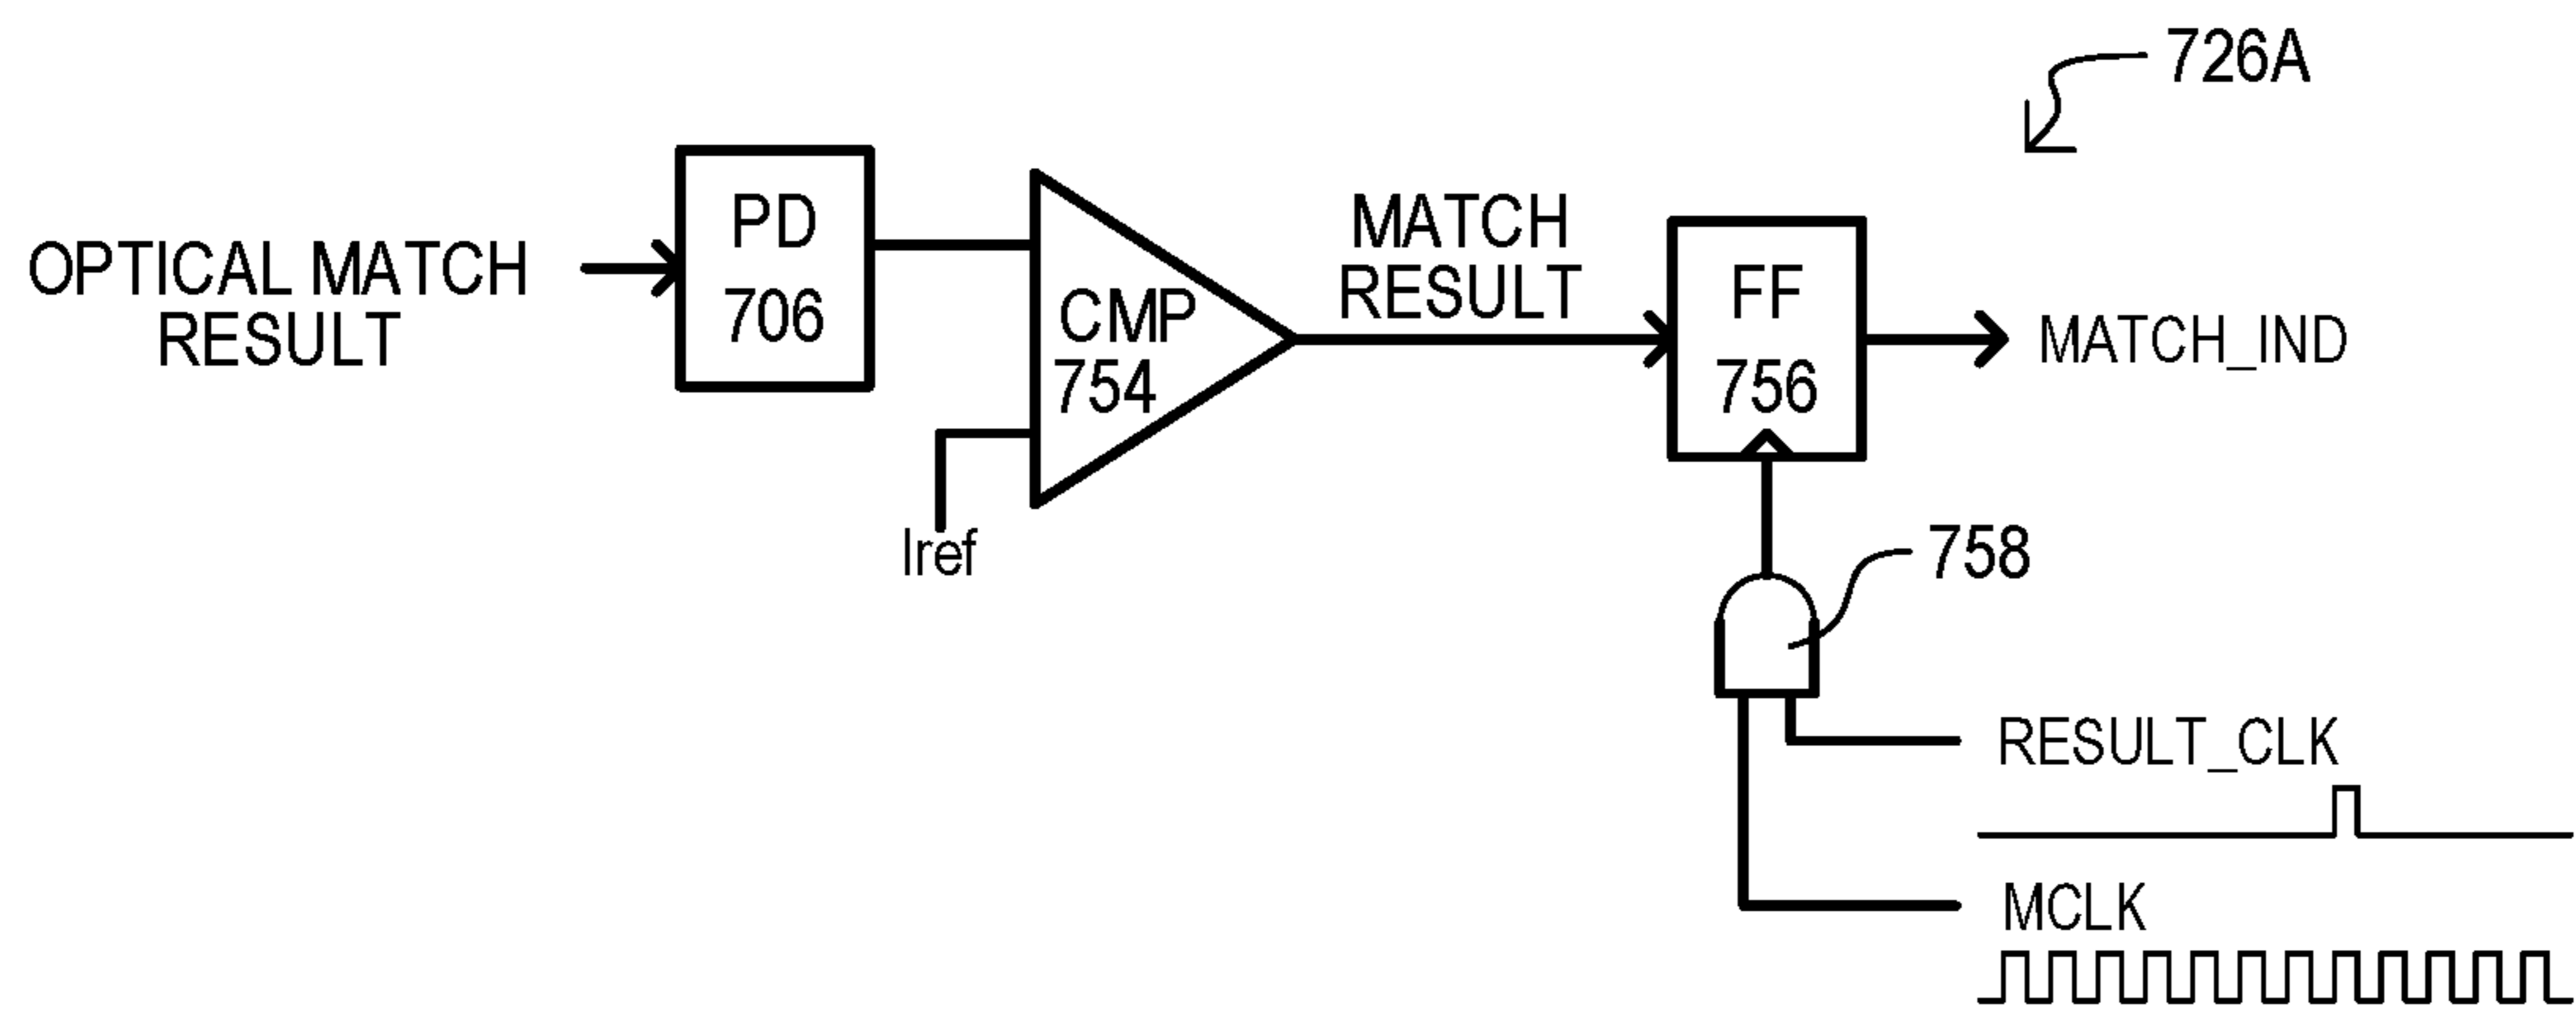 726A
OPTICAL MATCH
RESULT
PD
706
CMP
754
Iref
MATCH
RESULT
FF
756
MATCH_IND
758
RESULT_CLK
MCLK